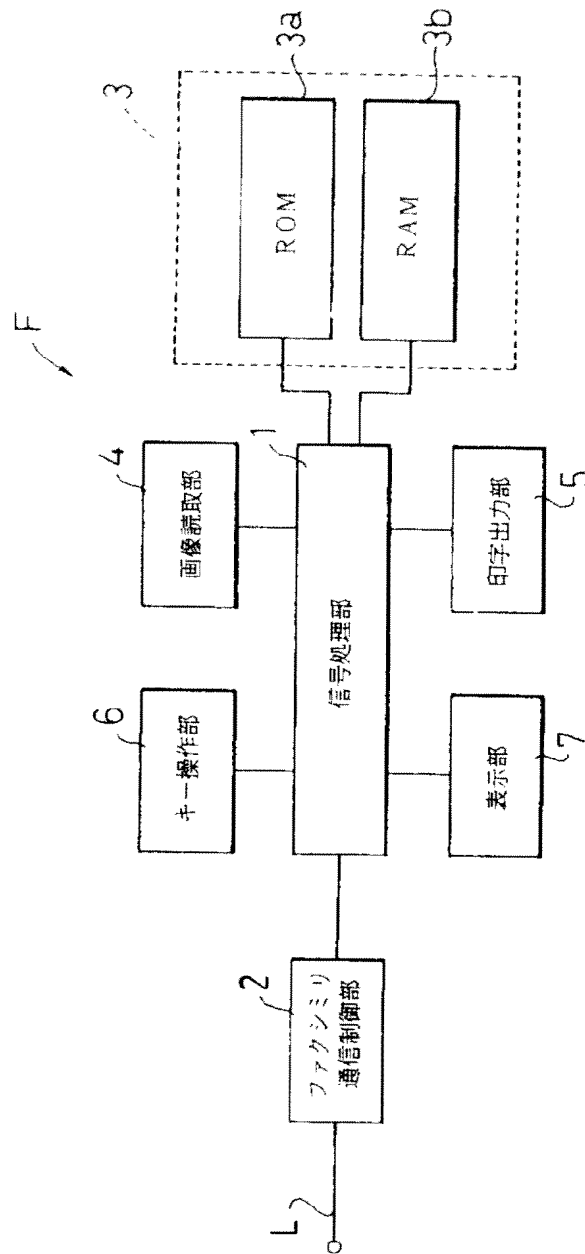 F
3
6
キー操作部
4
画像読取部
ROM
3a
RAM
3b
1
信号処理部
2
ファクシミリ
通信制御部
L
表示部
7
印字出力部
5